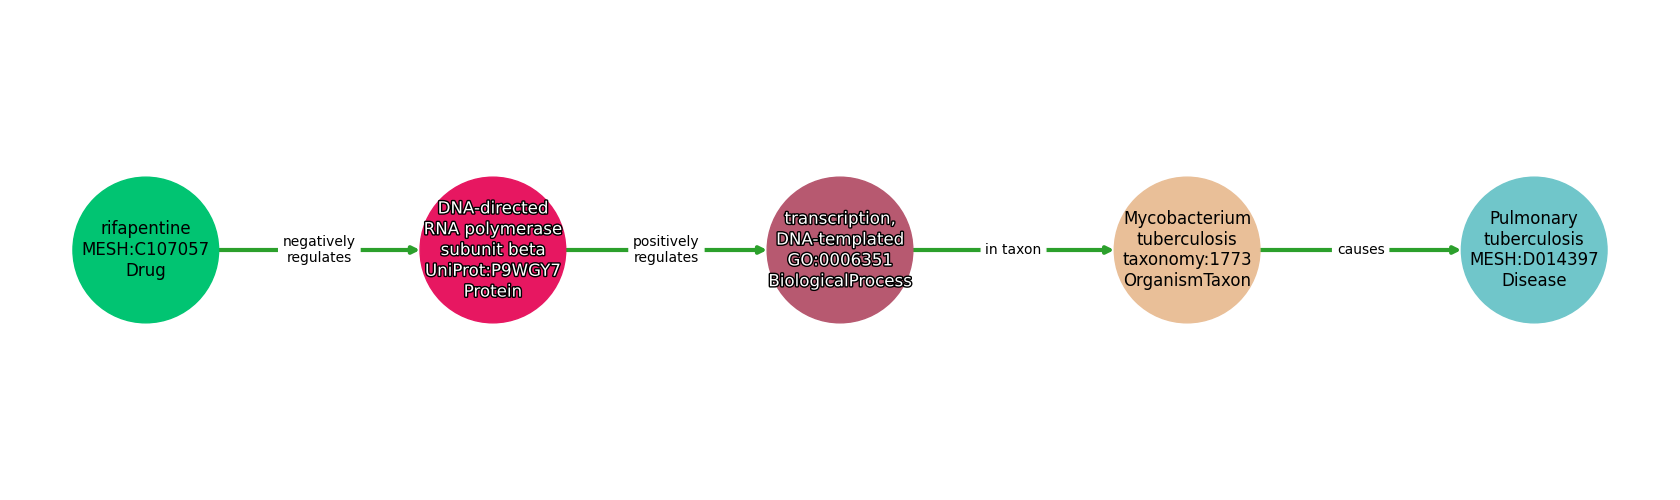 rifapentine
MESH:C107057
Drug
negatively
regulates
DNA-directed
RNA polymerase
subunit beta
UniProt:P9WGY7
Protein
positively
regulates
transcription,
DNA-templated
GO:0006351
BiologicalProcess
in taxon
Mycobacterium
tuberculosis
taxonomy:1773
OrganismTaxon
causes
Pulmonary
tuberculosis
MESH:D014397
Disease